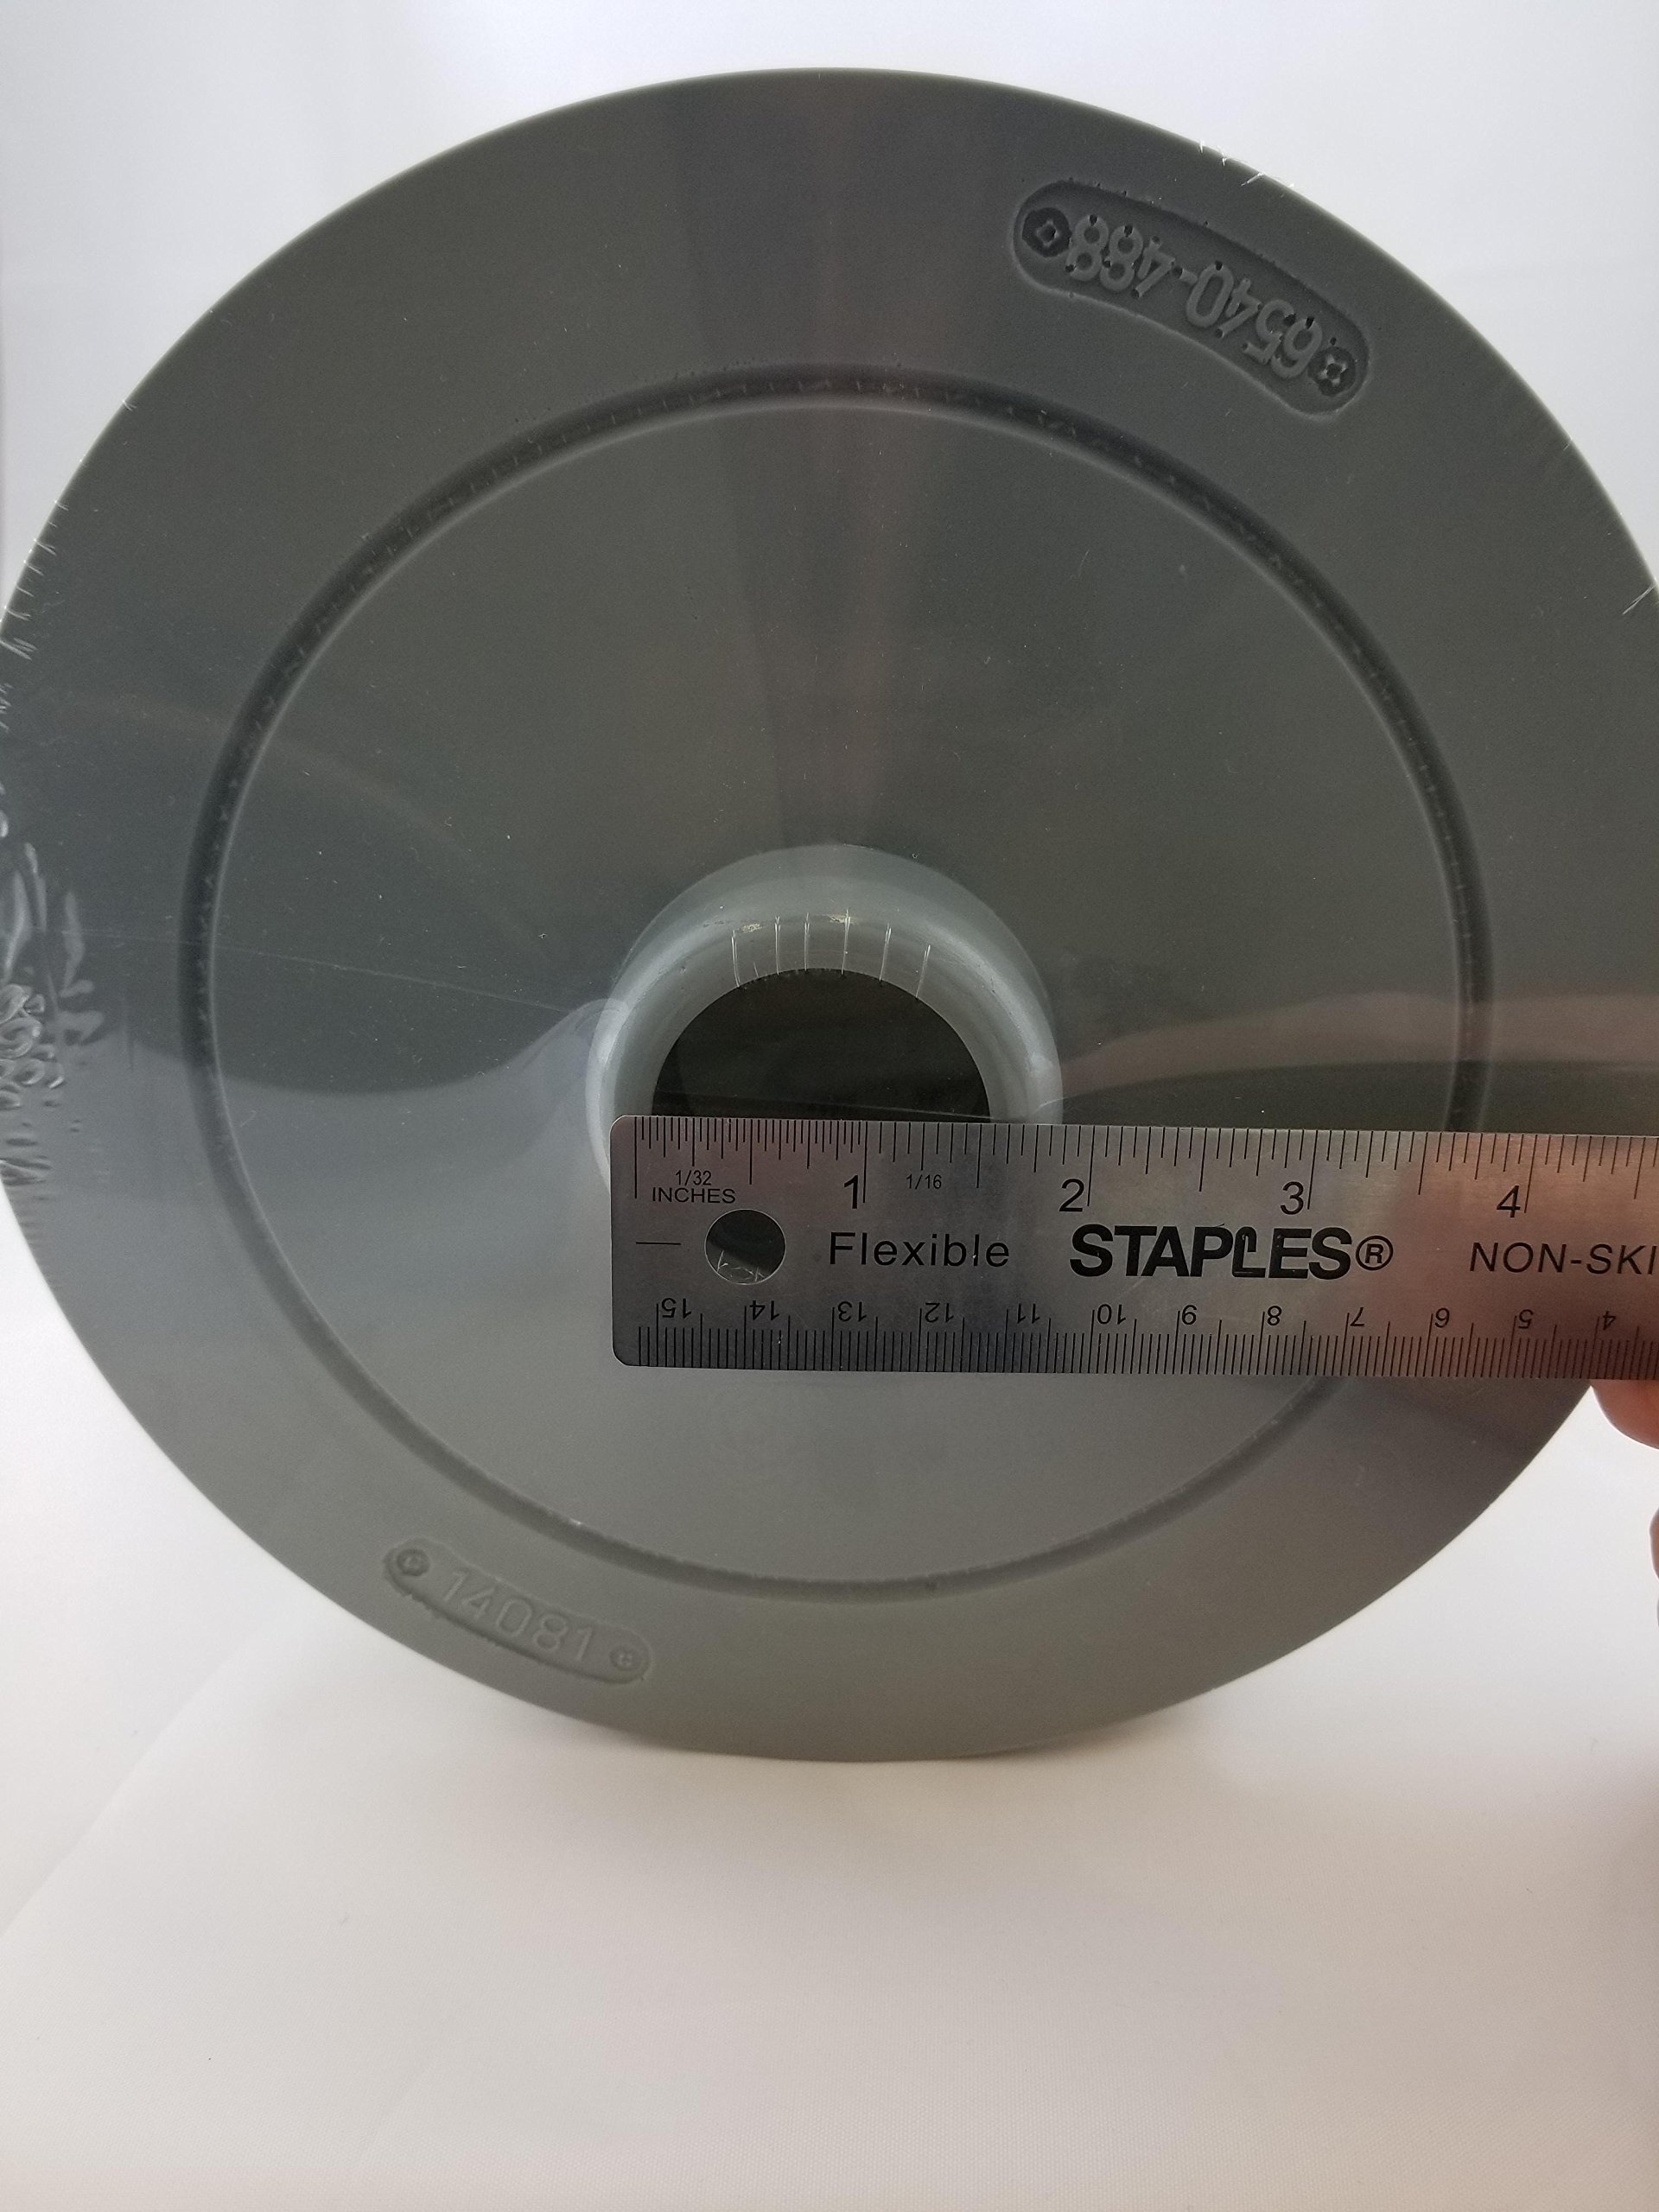 6540-488
1/32
INCHES
1 1/16 2 3 4
Flexible STAPLES® NON-SKI
15 14 13 12 11 10 9 8 7 6 5 4
14081